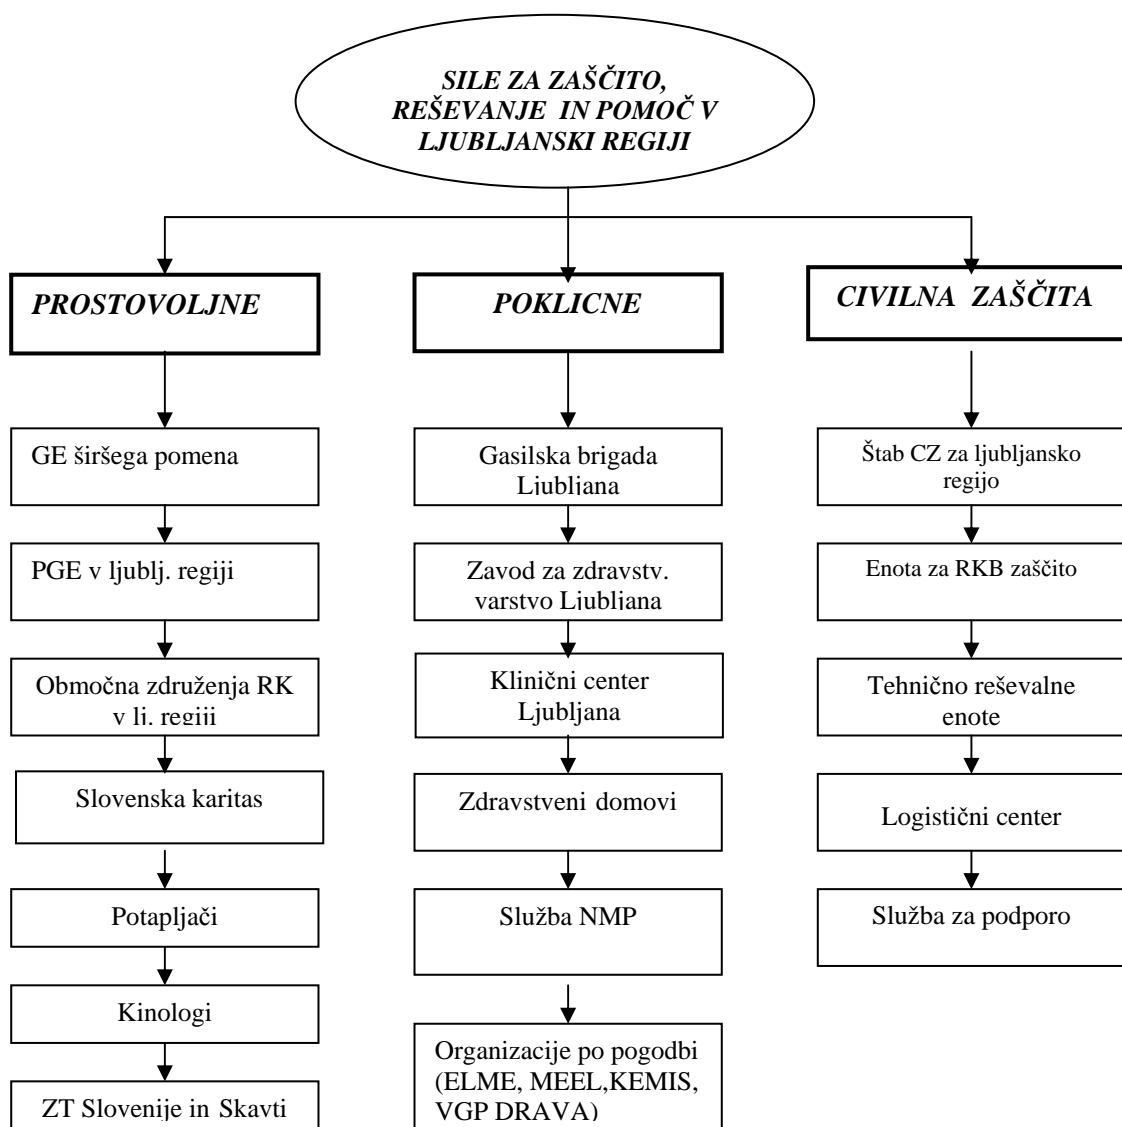 SILE ZA ZAŠČITO,
REŠEVANJE IN POMOČ V
LJUBLJANSKI REGIJI
PROSTOVOLJNE
GE širšega pomena
PGE v ljublj. regiji
Območna združenja RK
v lj. regiji
Slovenska karitas
Potapljači
Kinologi
ZT Slovenije in Skavti
POKLICNE
Gasilska brigada
Ljubljana
Zavod za zdravstv.
varstvo Ljubljana
Klinični center
Ljubljana
Zdravstveni domovi
Služba NMP
Organizacije po pogodbi
(ELME, MEEL,KEMIS,
VGP DRAVA)
CIVILNA ZAŠČITA
Štab CZ za ljubljansko
regijo
Enota za RKB zaščito
Tehnično reševalne
enote
Logistični center
Služba za podporo